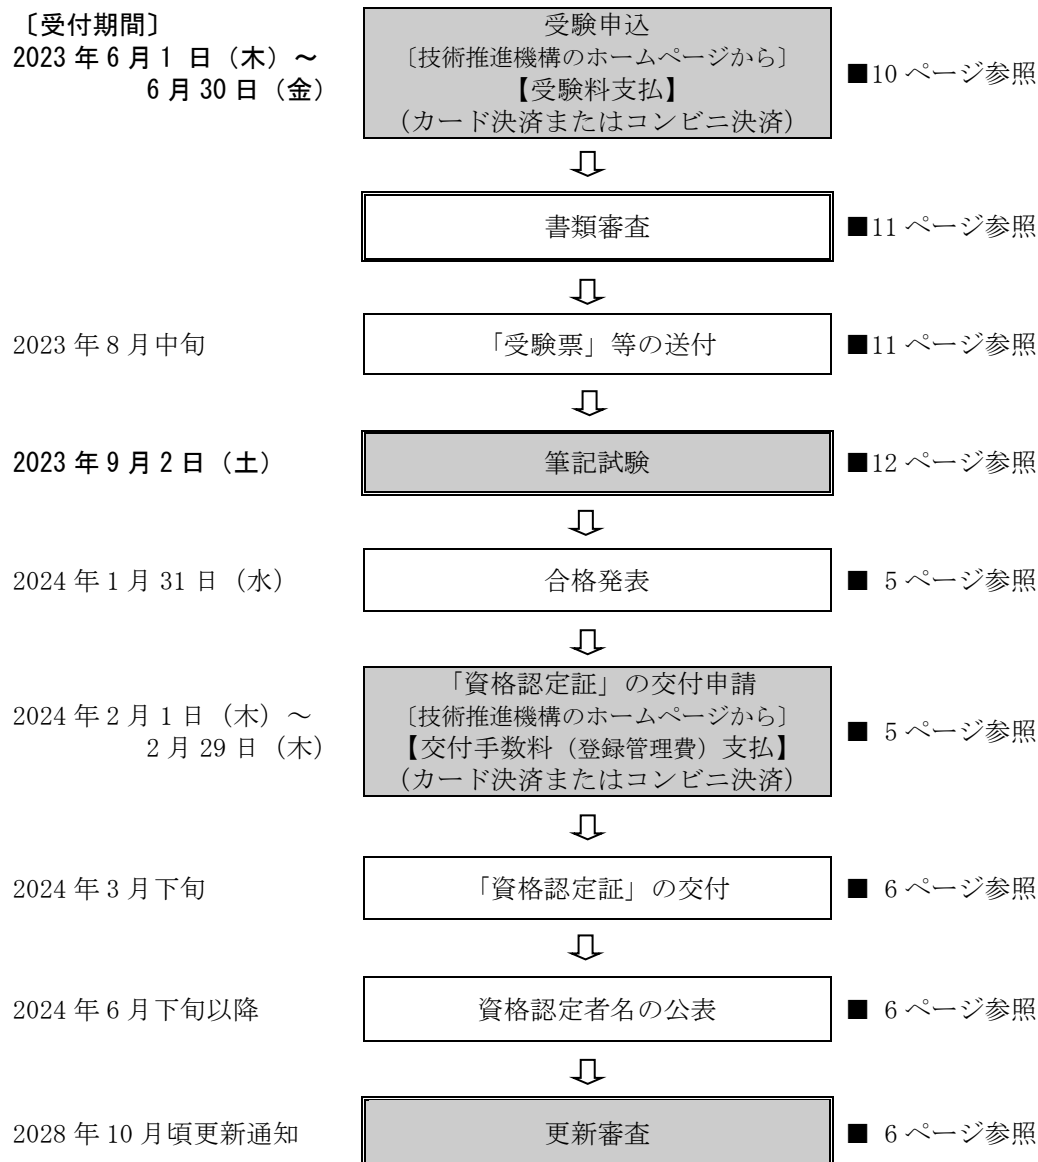 〔受付期間〕
2023年6月1日（木）～
6月30日（金）
受験申込
〔技術推進機構のホームページから〕
【受験料支払】
（カード決済またはコンビニ決済）
■10ページ参照
書類審査
■11ページ参照
2023年8月中旬
「受験票」等の送付
■11ページ参照
2023年9月2日（土）
筆記試験
■12ページ参照
2024年1月31日（水）
合格発表
■ 5ページ参照
2024年2月1日（木）～
2月29日（木）
「資格認定証」の交付申請
〔技術推進機構のホームページから〕
【交付手数料（登録管理費）支払】
（カード決済またはコンビニ決済）
■ 5ページ参照
2024年3月下旬
「資格認定証」の交付
■ 6ページ参照
2024年6月下旬以降
資格認定者名の公表
■ 6ページ参照
2028年10月頃更新通知
更新審査
■ 6ページ参照